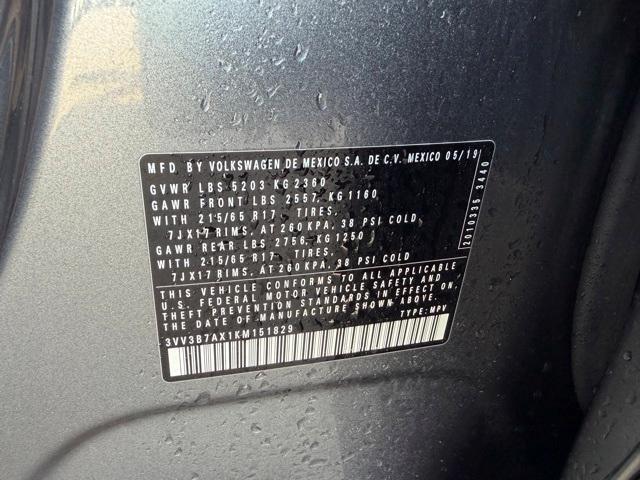 MFD. BY VOLKSWAGEN DE MEXICO S.A. DE C.V. MEXICO 05/19
GVWR LBS 5203 KG 2360
GAWR FRONT LBS 2557, KG 1160
WITH 215/65 R17 - TIRES,
7JX17 RIMS, AT 260 KPA, 38 PSI COLD
GAWR REAR LBS 2756, KG 1250
WITH 215/65 R17 - TIRES,
7JX17 RIMS, AT 260 KPA, 38 PSI COLD
THIS VEHICLE CONFORMS TO ALL APPLICABLE
U.S. FEDERAL MOTOR VEHICLE SAFETY AND
THEFT PREVENTION STANDARDS IN EFFECT ON
THE DATE OF MANUFACTURE SHOWN ABOVE.
3VV3B7AX1KM151829 TYPE: MPV
2010335 3440